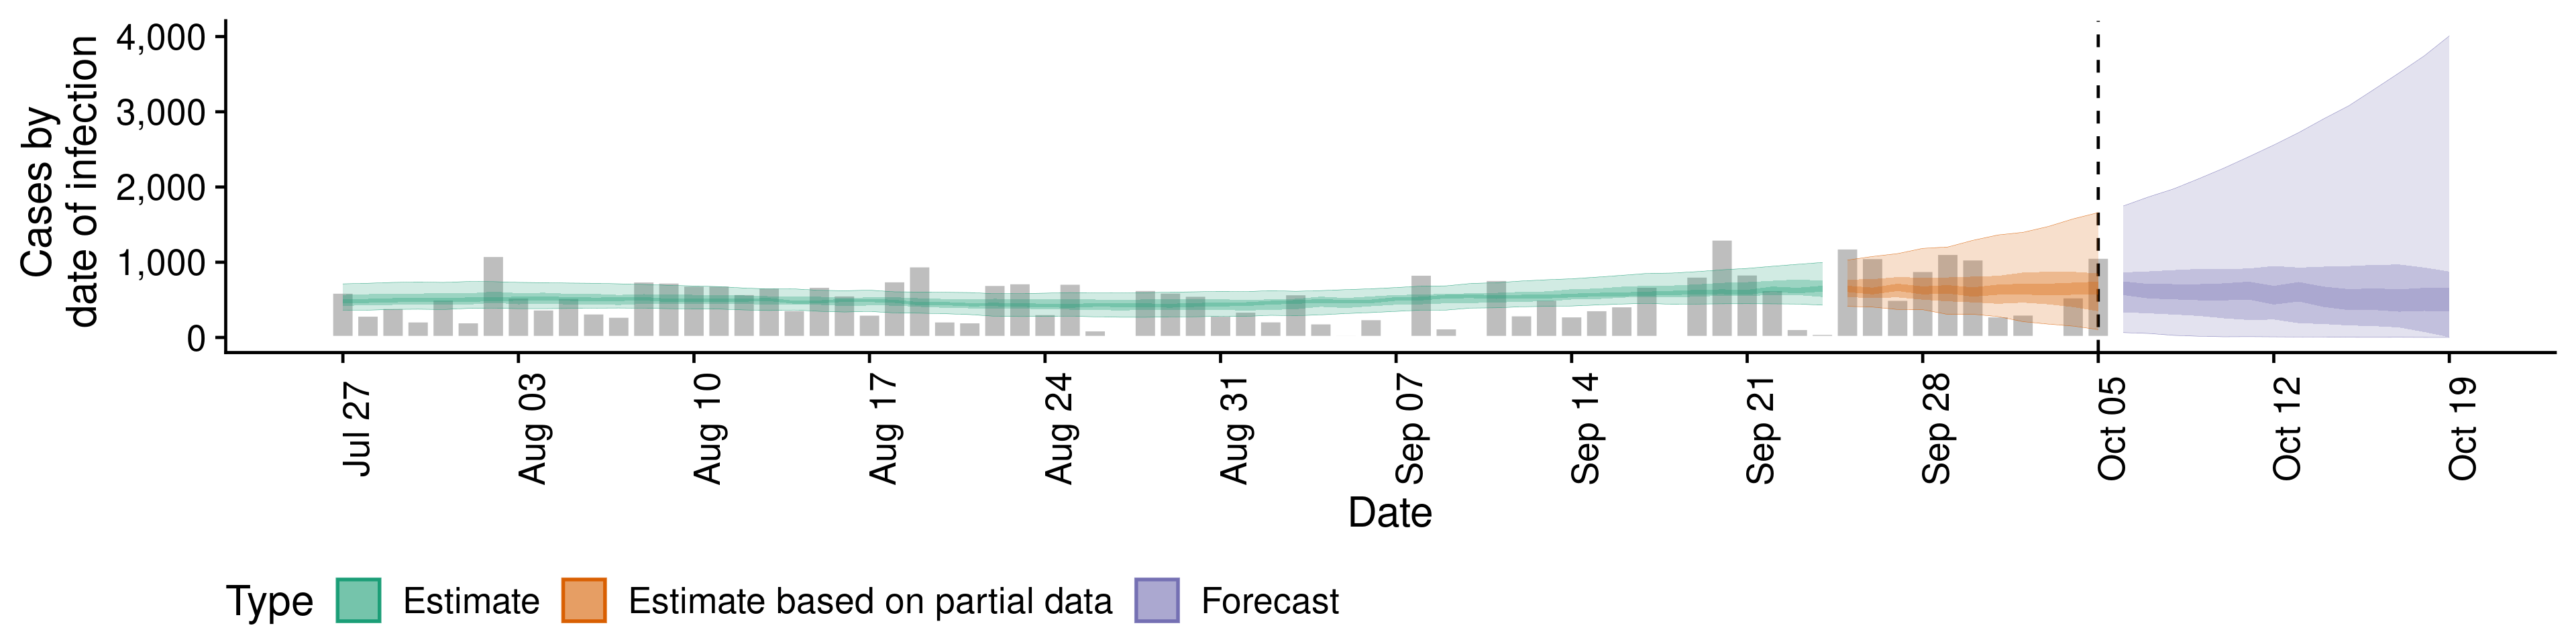 Cases by
date of infection
4,000
3,000
2,000
1,000
0
Jul 27
Aug 03
Aug 10
Aug 17
Aug 24
Aug 31
Sep 07
Sep 14
Sep 21
Sep 28
Oct 05
Oct 12
Oct 19
Date
Type Estimate Estimate based on partial data Forecast